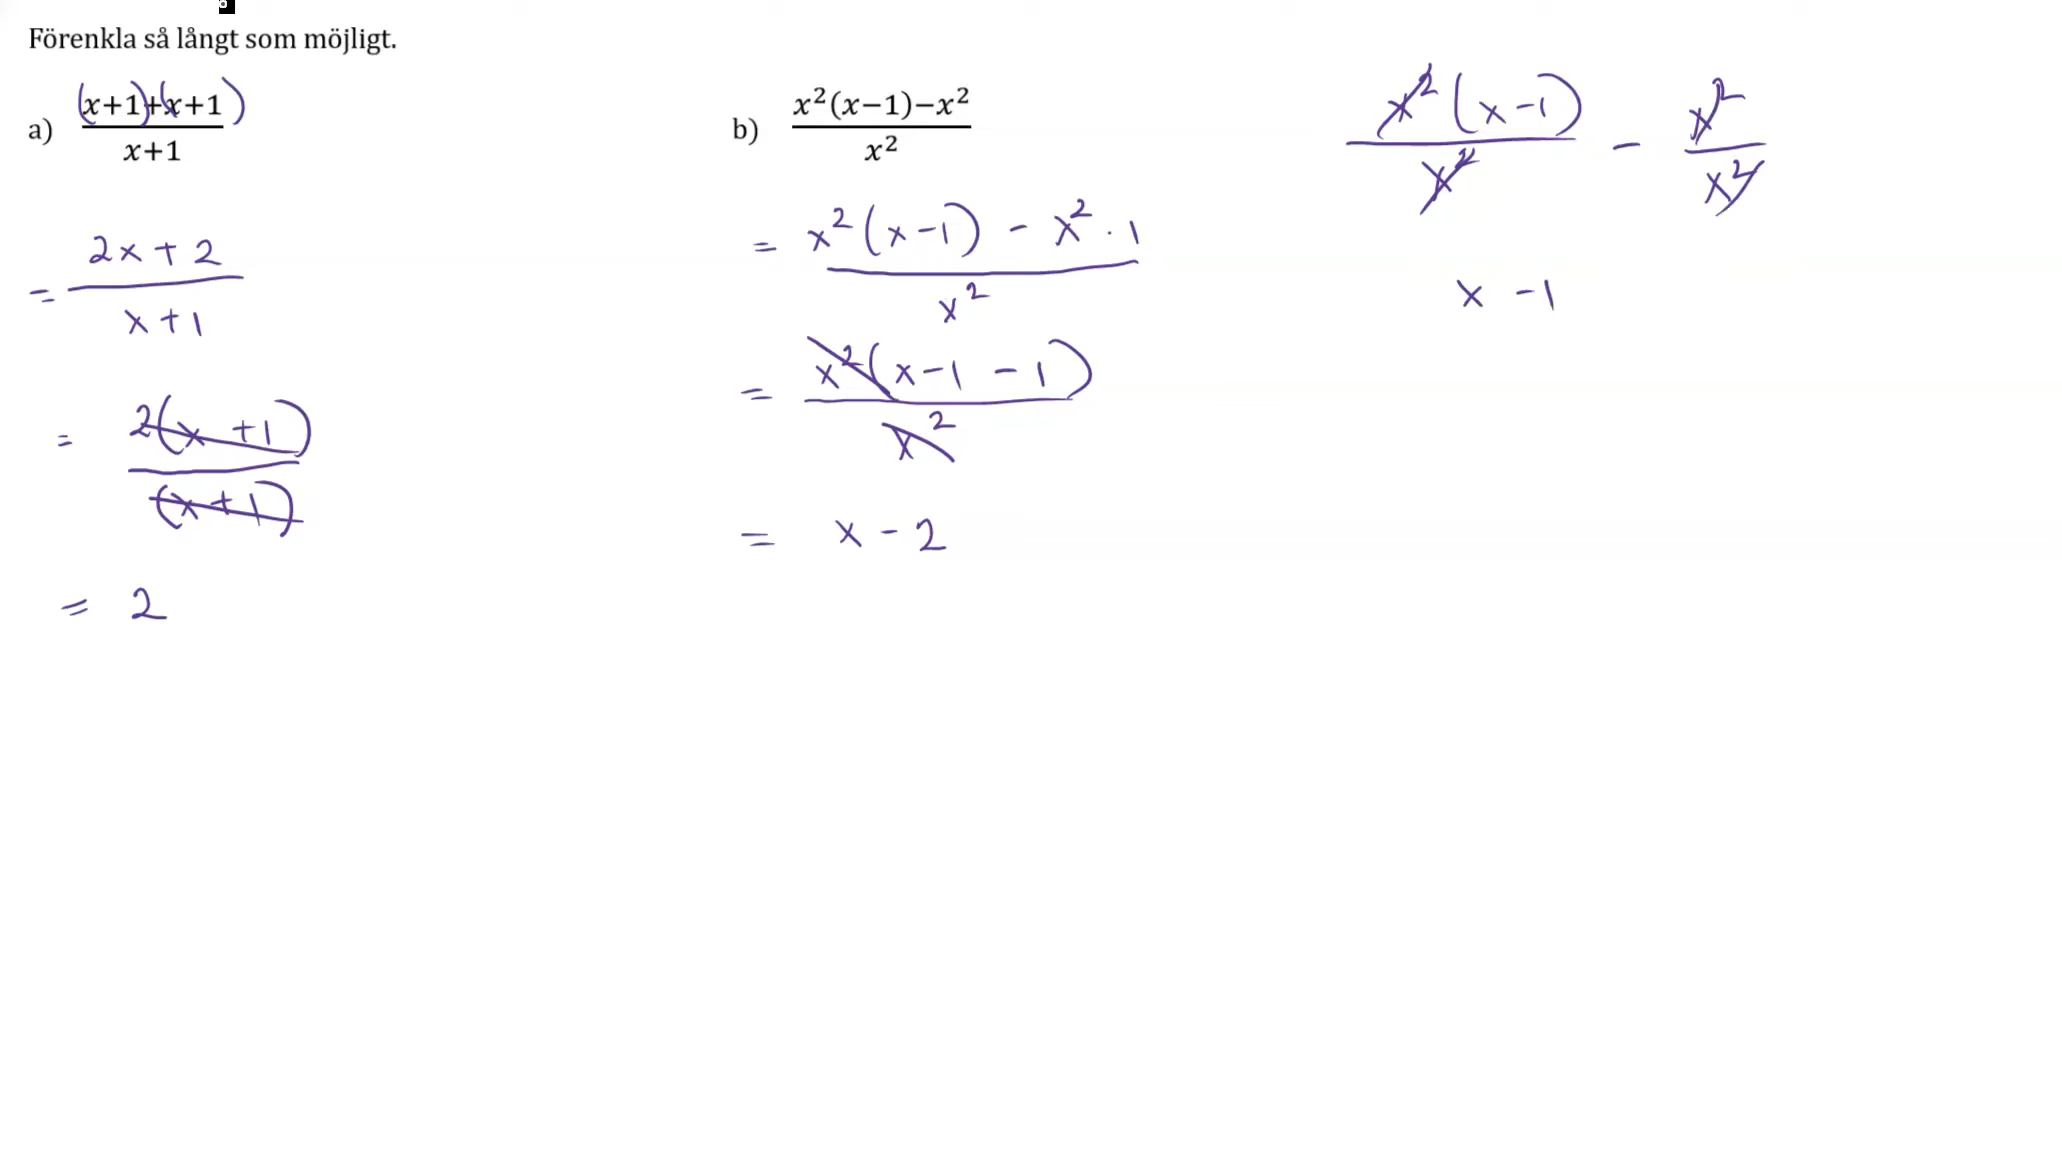 Förenkla så långt som möjligt.
a) ((x+1)+(x+1))/(x+1)
= (2x + 2)/(x + 1)
= 2(x + 1)/(x + 1)
= 2
b) (x²(x−1)−x²)/x²
= (x²(x−1) − x² · 1)/x²
= x²(x−1 − 1)/x²
= x − 2
x²(x−1)/x² − x²/x²
x −1